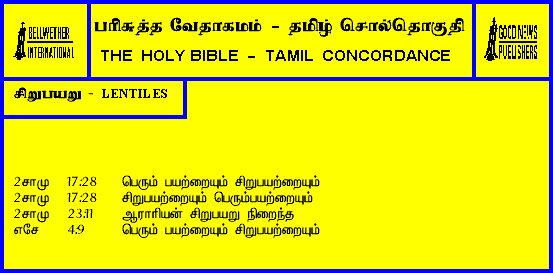 BELLWETHER
INTERNATIONAL
பரிசுத்த வேதாகமம் - தமிழ் சொல்தொகுதி
THE HOLY BIBLE - TAMIL CONCORDANCE
GOOD NEWS
PUBLISHERS
சிறுபயறு - LENTILES
2சாமு 17:28 பெரும் பயற்றையும் சிறுபயற்றையும்
2சாமு 17:28 சிறுபயற்றையும் பெரும்பயற்றையும்
2சாமு 23:11 ஆராரியன் சிறுபயறு நிறைந்த
எசே 4:9 பெரும் பயற்றையும் சிறுபயற்றையும்